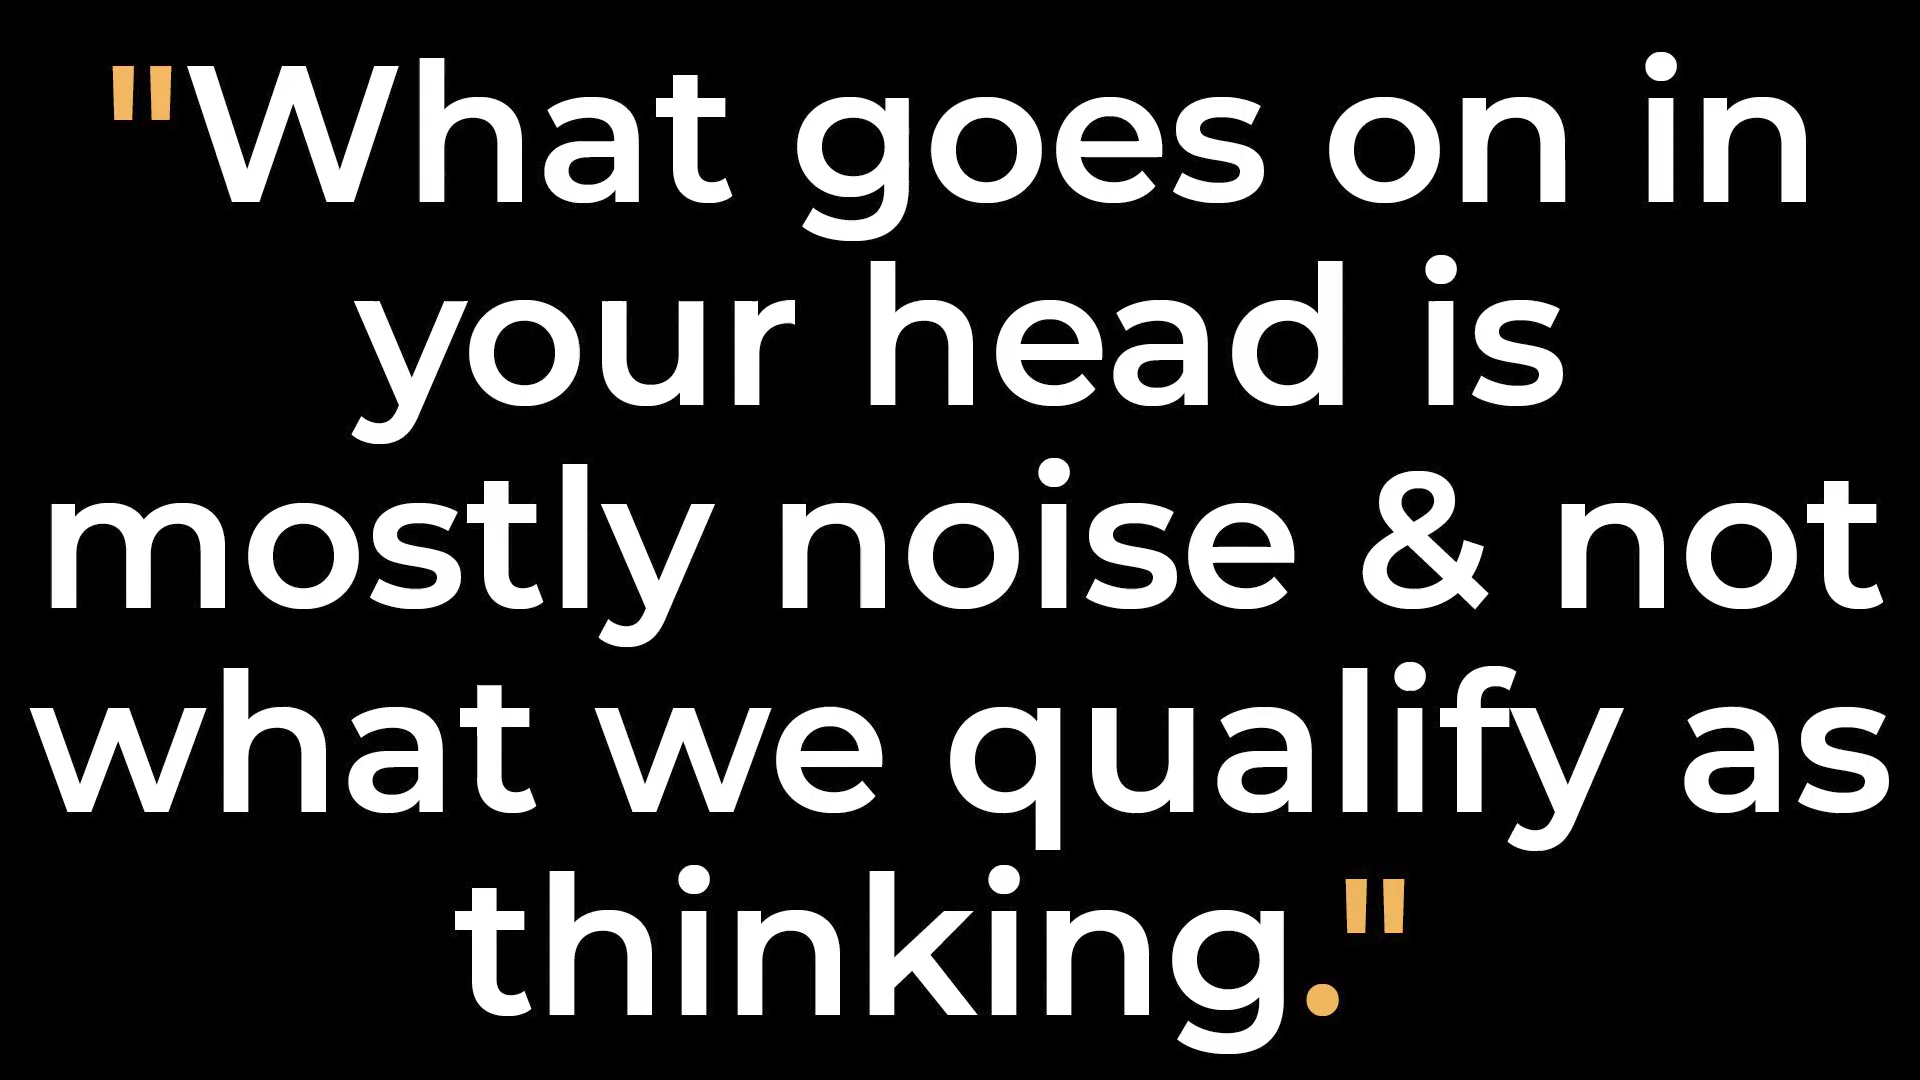 "What goes on in
your head is
mostly noise & not
what we qualify as
thinking."